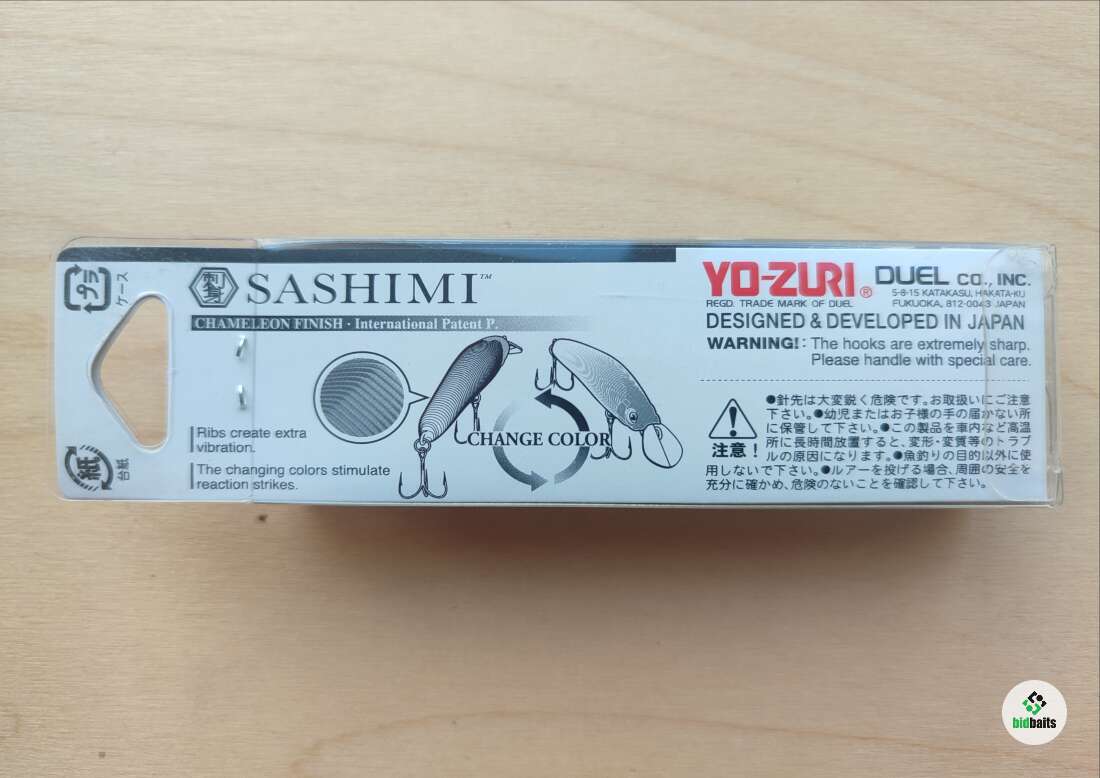 プラ
ケース
刺身
SASHIMI™
CHAMELEON FINISH · International Patent P.
Ribs create extra
vibration.
The changing colors stimulate
reaction strikes.
CHANGE COLOR
紙
台紙
YO-ZURI® DUEL CO., INC.
REGD. TRADE MARK OF DUEL
5-8-15 KATAKASU, HAKATA-KU
FUKUOKA, 812-0043 JAPAN
DESIGNED & DEVELOPED IN JAPAN
WARNING!: The hooks are extremely sharp.
Please handle with special care.
注意！
●針先は大変鋭く危険です。お取扱いにご注意
下さい。●幼児またはお子様の手の届かない所
に保管して下さい。●この製品を車内など高温
所に長時間放置すると、変形・変質等のトラブ
ルの原因になります。●魚釣りの目的以外に使
用しないで下さい。●ルアーを投げる場合、周囲の安全を
充分に確かめ、危険のないことを確認して下さい。
bidbaits